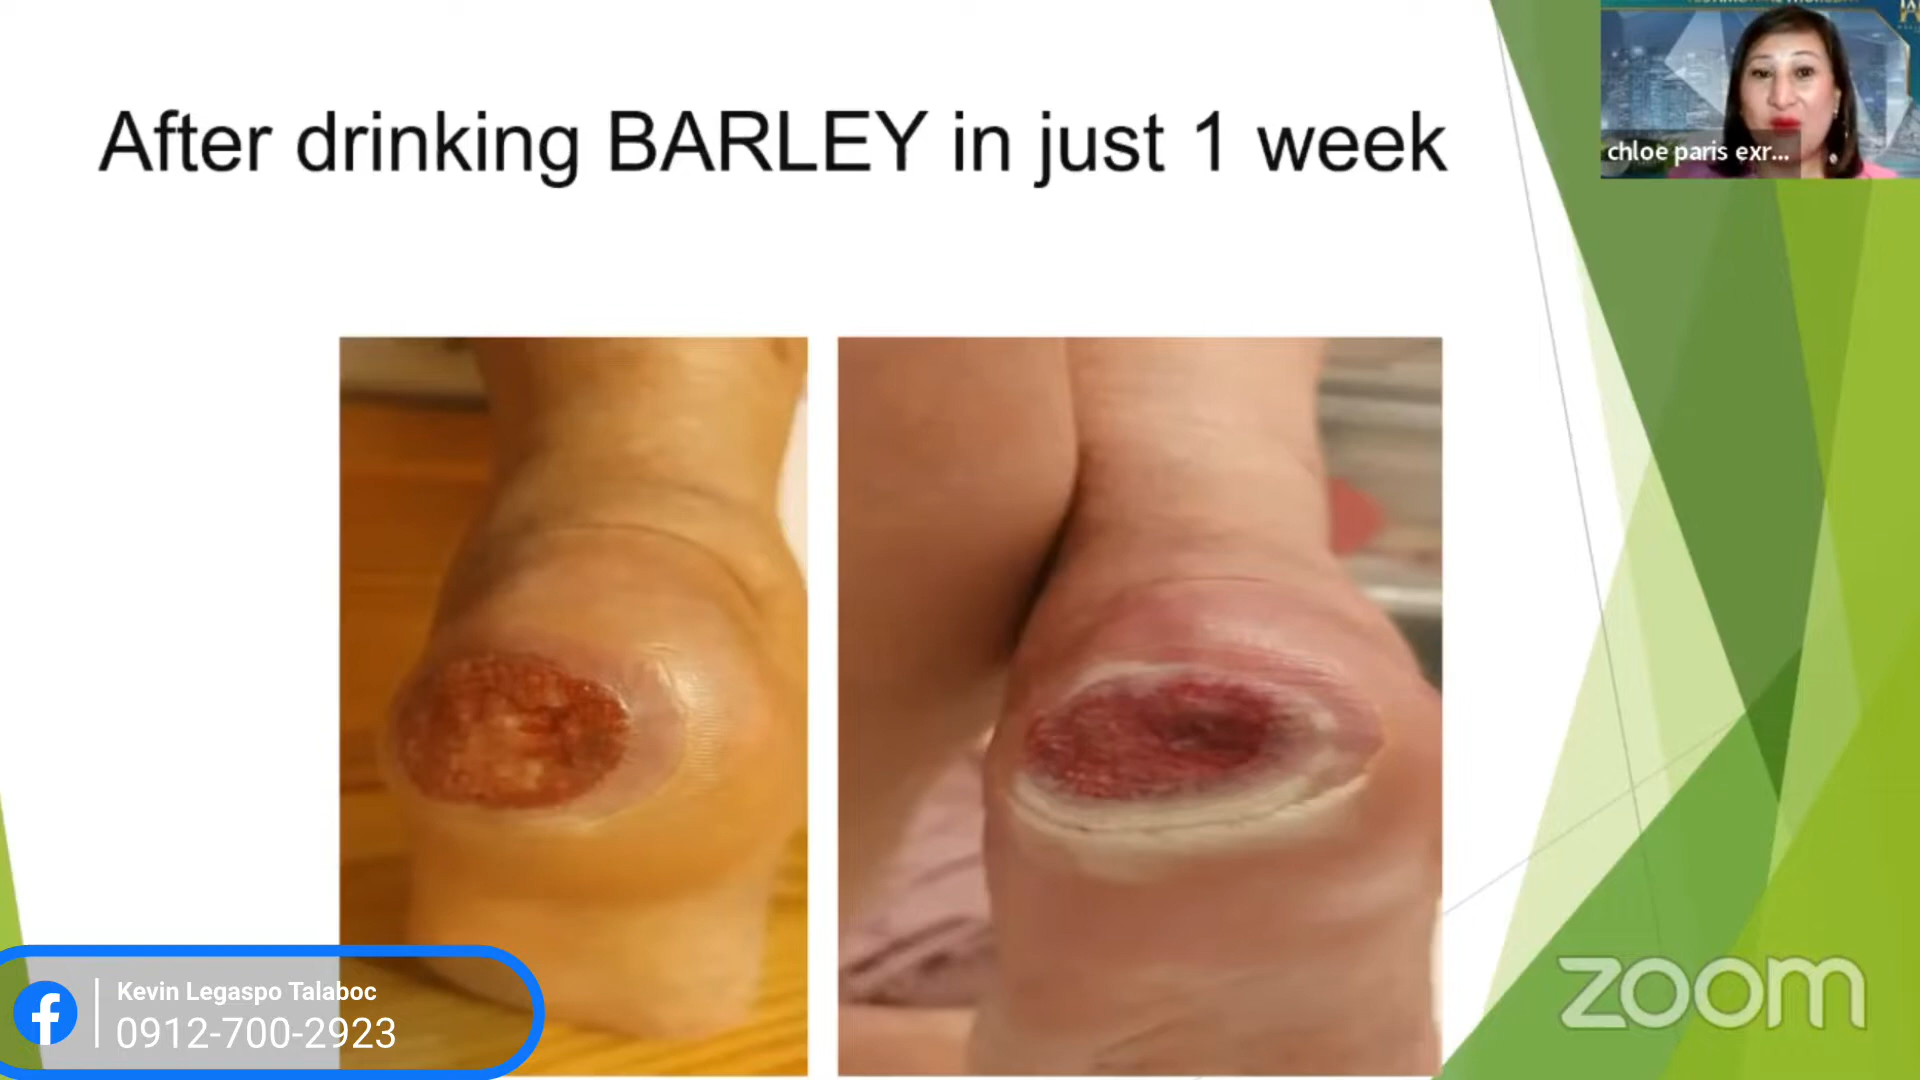 After drinking BARLEY in just 1 week
chloe paris exr...
Kevin Legaspo Talaboc
0912-700-2923
zoom